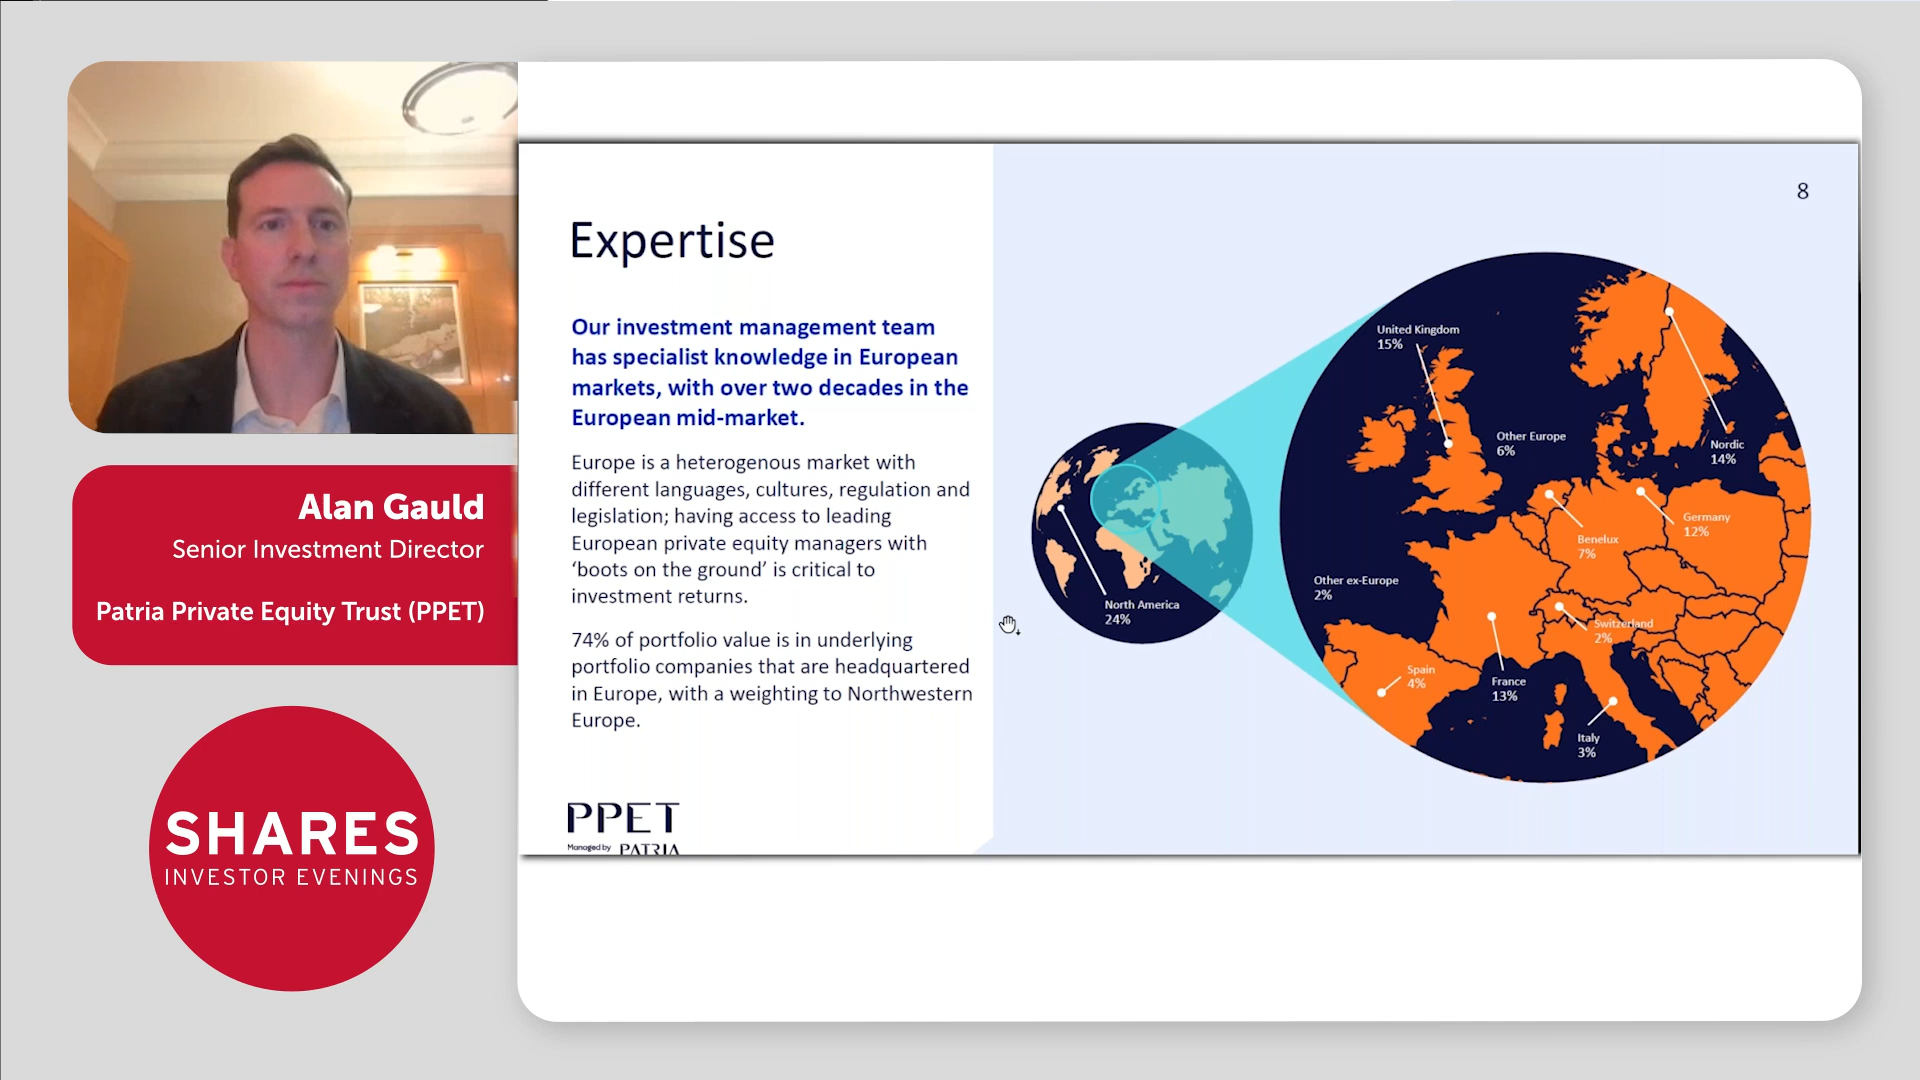 Alan Gauld
Senior Investment Director
Patria Private Equity Trust (PPET)
SHARES
INVESTOR EVENINGS
8
Expertise
Our investment management team
has specialist knowledge in European
markets, with over two decades in the
European mid-market.
Europe is a heterogenous market with
different languages, cultures, regulation and
legislation; having access to leading
European private equity managers with
‘boots on the ground’ is critical to
investment returns.
74% of portfolio value is in underlying
portfolio companies that are headquartered
in Europe, with a weighting to Northwestern
Europe.
PPET
Managed by PATRIA
North America
24%
United Kingdom
15%
Other Europe
6%
Nordic
14%
Germany
12%
Benelux
7%
Other ex-Europe
2%
Switzerland
2%
Spain
4%
France
13%
Italy
3%